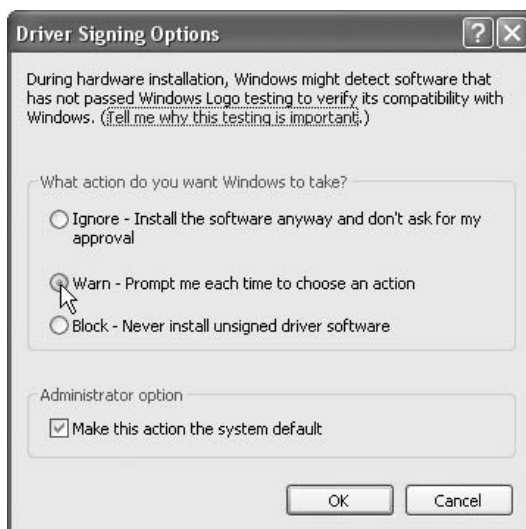 Driver Signing Options
During hardware installation, Windows might detect software that
has not passed Windows Logo testing to verify its compatibility with
Windows. (Tell me why this testing is important.)
What action do you want Windows to take?
Ignore - Install the software anyway and don't ask for my
approval
Warn - Prompt me each time to choose an action
Block - Never install unsigned driver software
Administrator option
Make this action the system default
OK Cancel